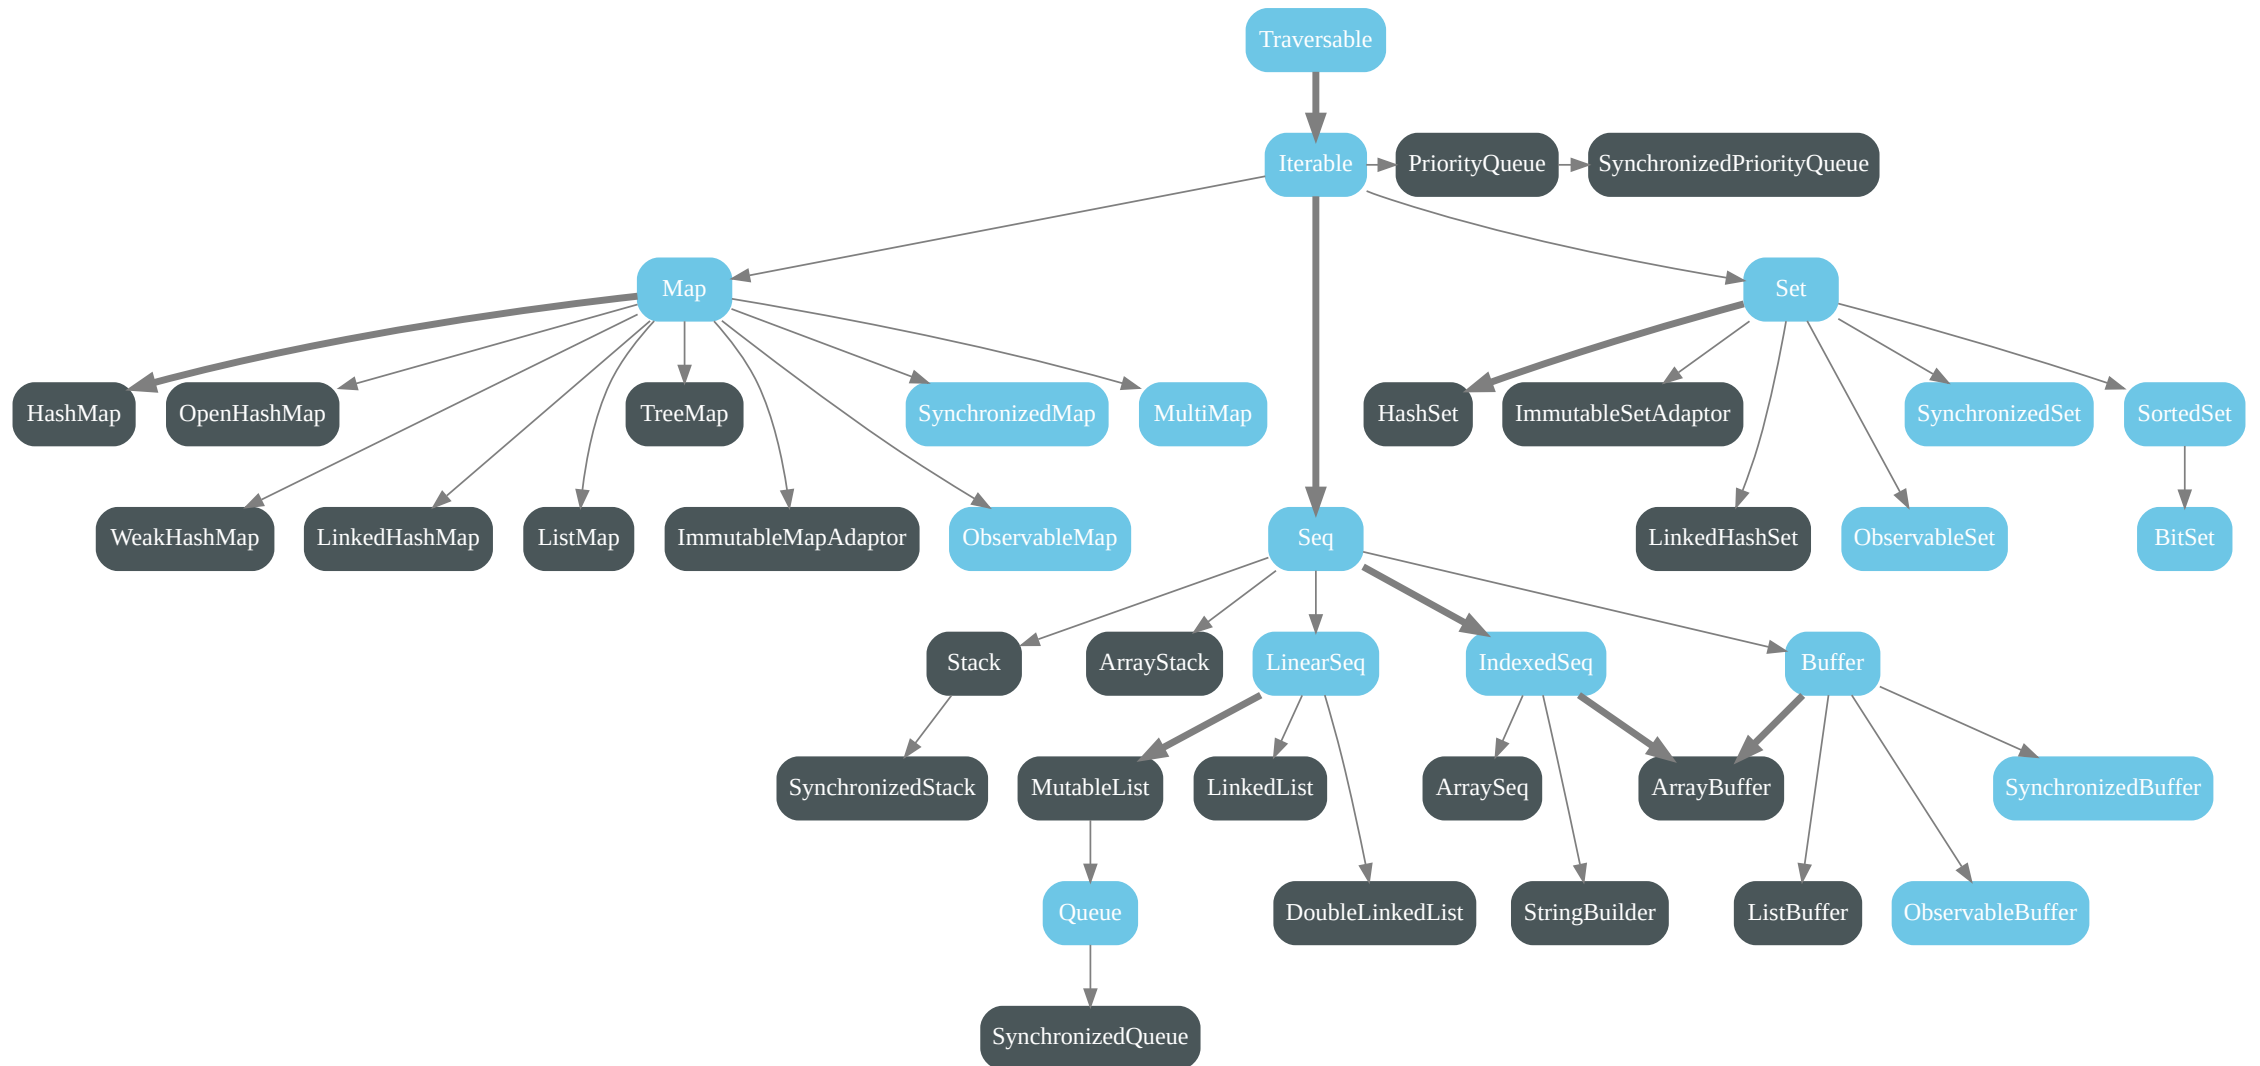 Traversable
Iterable
PriorityQueue
SynchronizedPriorityQueue
Map
Set
HashMap
OpenHashMap
TreeMap
SynchronizedMap
MultiMap
HashSet
ImmutableSetAdaptor
SynchronizedSet
SortedSet
WeakHashMap
LinkedHashMap
ListMap
ImmutableMapAdaptor
ObservableMap
Seq
LinkedHashSet
ObservableSet
BitSet
Stack
ArrayStack
LinearSeq
IndexedSeq
Buffer
SynchronizedStack
MutableList
LinkedList
ArraySeq
ArrayBuffer
SynchronizedBuffer
Queue
DoubleLinkedList
StringBuilder
ListBuffer
ObservableBuffer
SynchronizedQueue